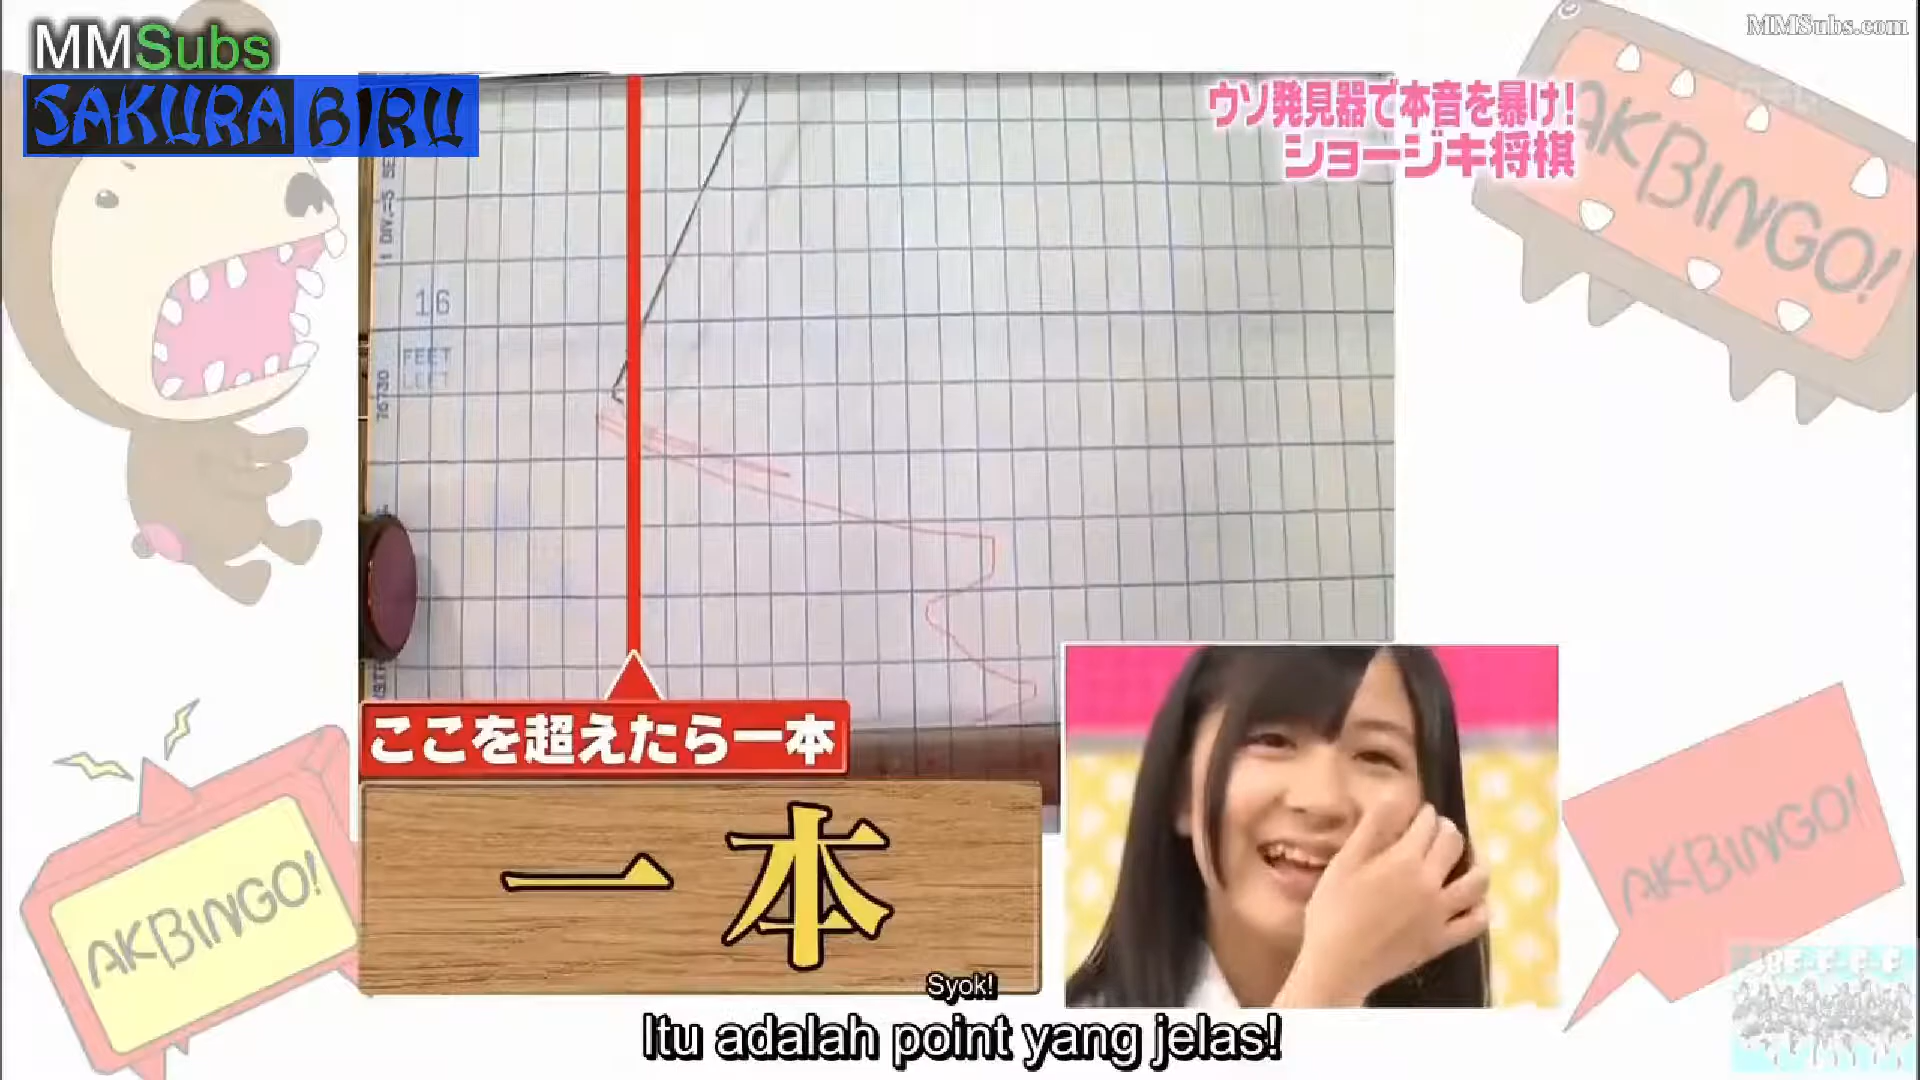 MMSubs
MMSubs.com
SAKURA BIRU
ウソ発見器で本音を暴け!
ショージキ将棋
AKBINGO!
16
FEET
76730
ここを超えたら一本
一本
AKBINGO!
AKBINGO!
Syok!
Itu adalah point yang jelas!